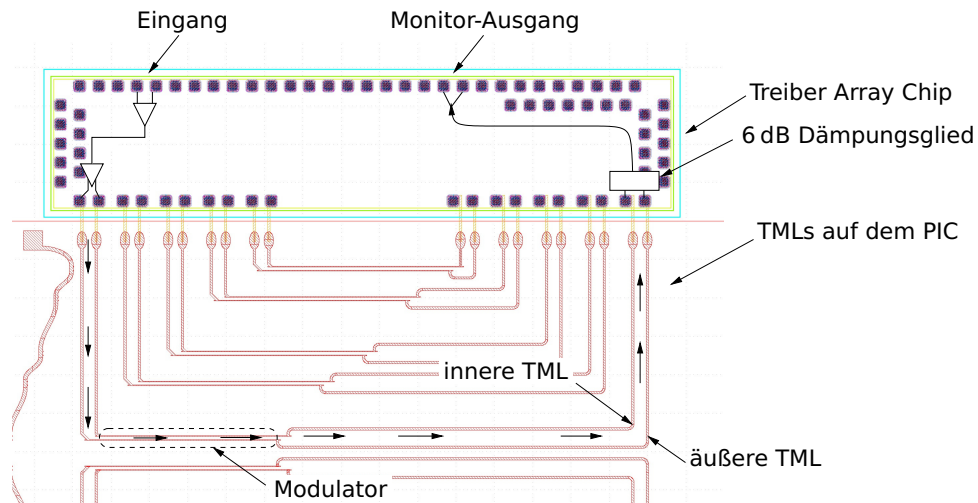 Eingang
Monitor-Ausgang
Treiber Array Chip
6 dB Dämpungsglied
TMLs auf dem PIC
innere TML
äußere TML
Modulator